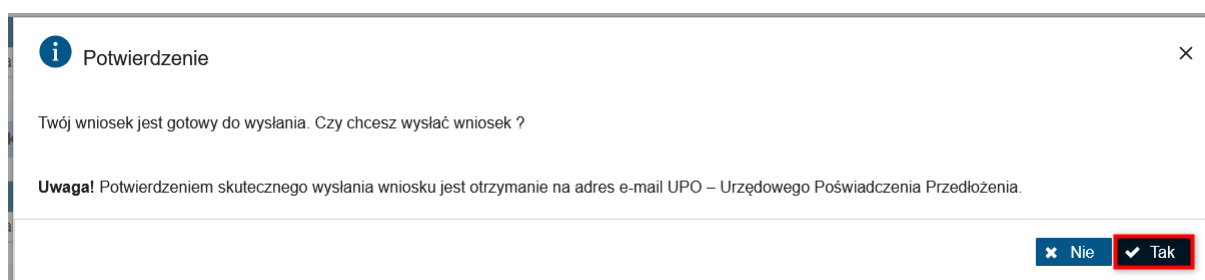 Potwierdzenie
Twój wniosek jest gotowy do wysłania. Czy chcesz wysłać wniosek ?
Uwaga! Potwierdzeniem skutecznego wysłania wniosku jest otrzymanie na adres e-mail UPO – Urzędowego Poświadczenia Przedłożenia.
Nie Tak